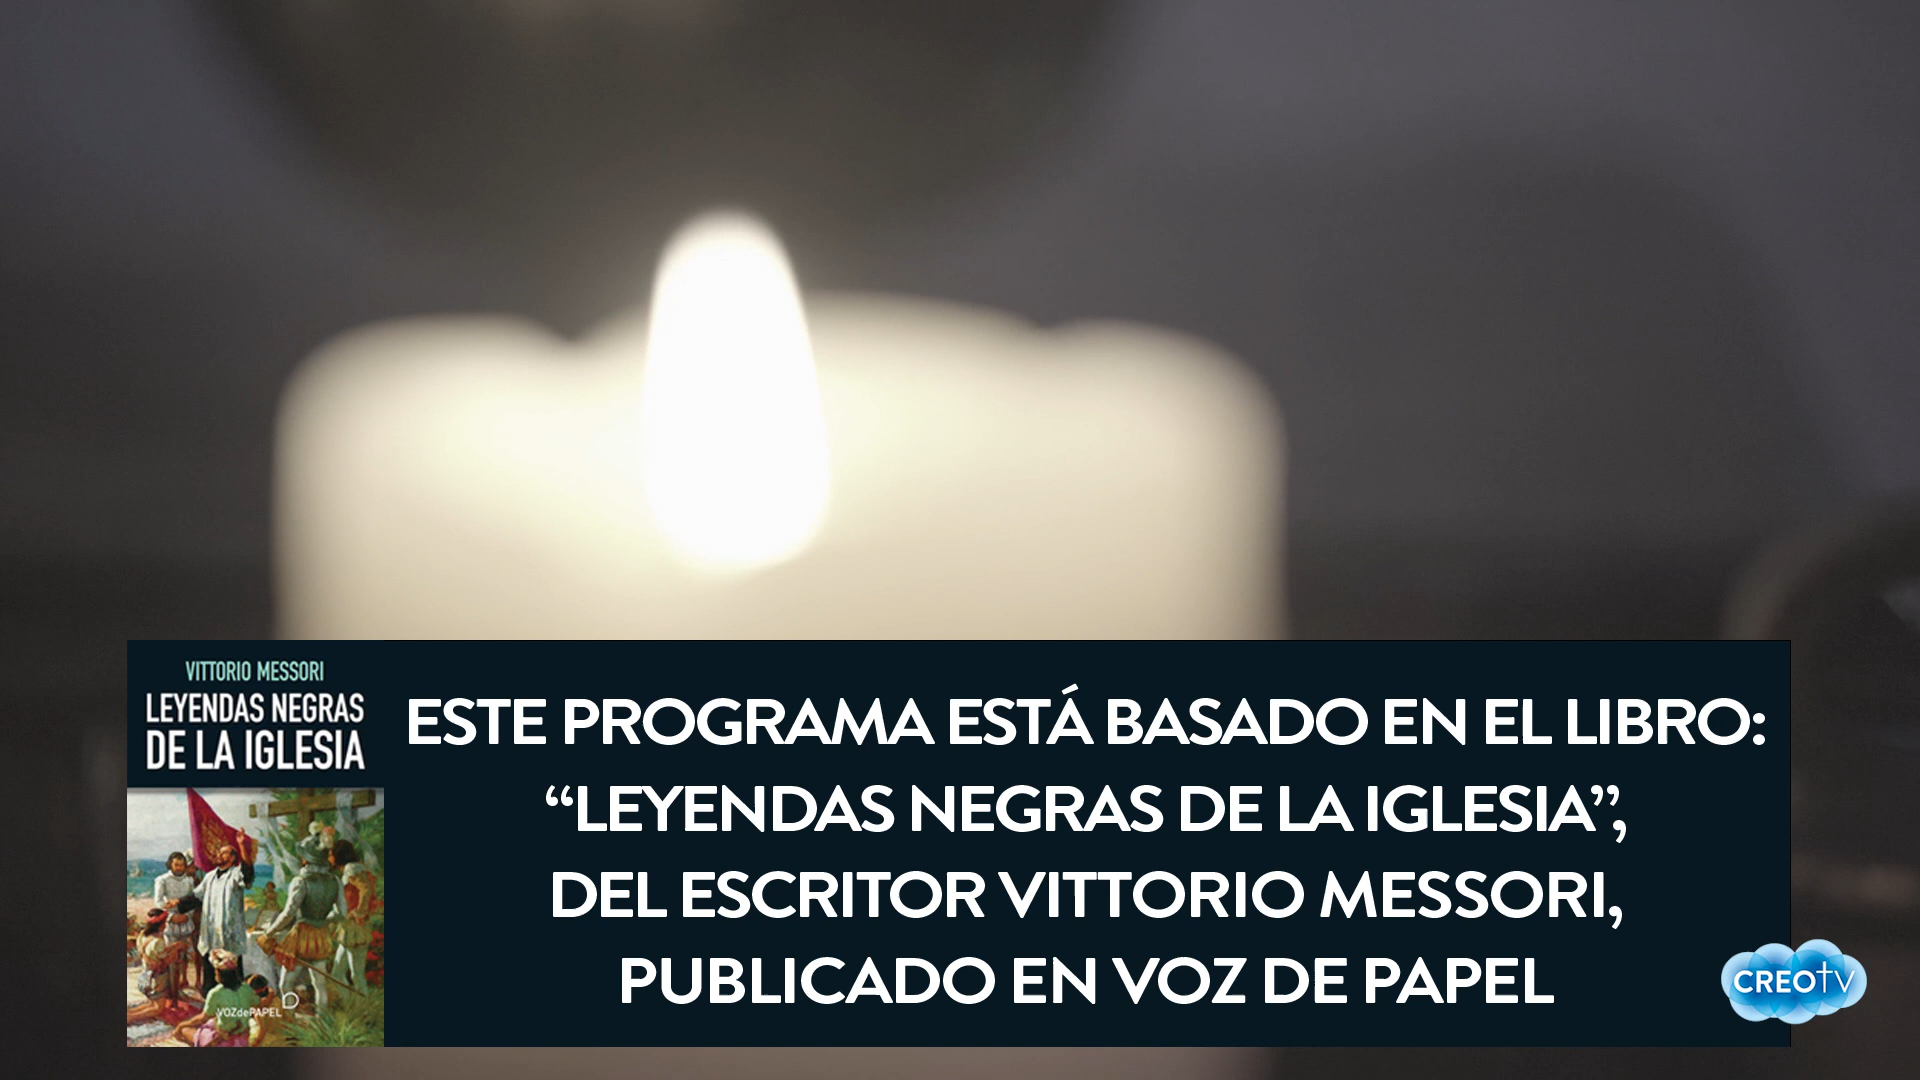 VITTORIO MESSORI
LEYENDAS NEGRAS
DE LA IGLESIA
VOZdePAPEL
ESTE PROGRAMA ESTÁ BASADO EN EL LIBRO:
“LEYENDAS NEGRAS DE LA IGLESIA”,
DEL ESCRITOR VITTORIO MESSORI,
PUBLICADO EN VOZ DE PAPEL
CREOTV